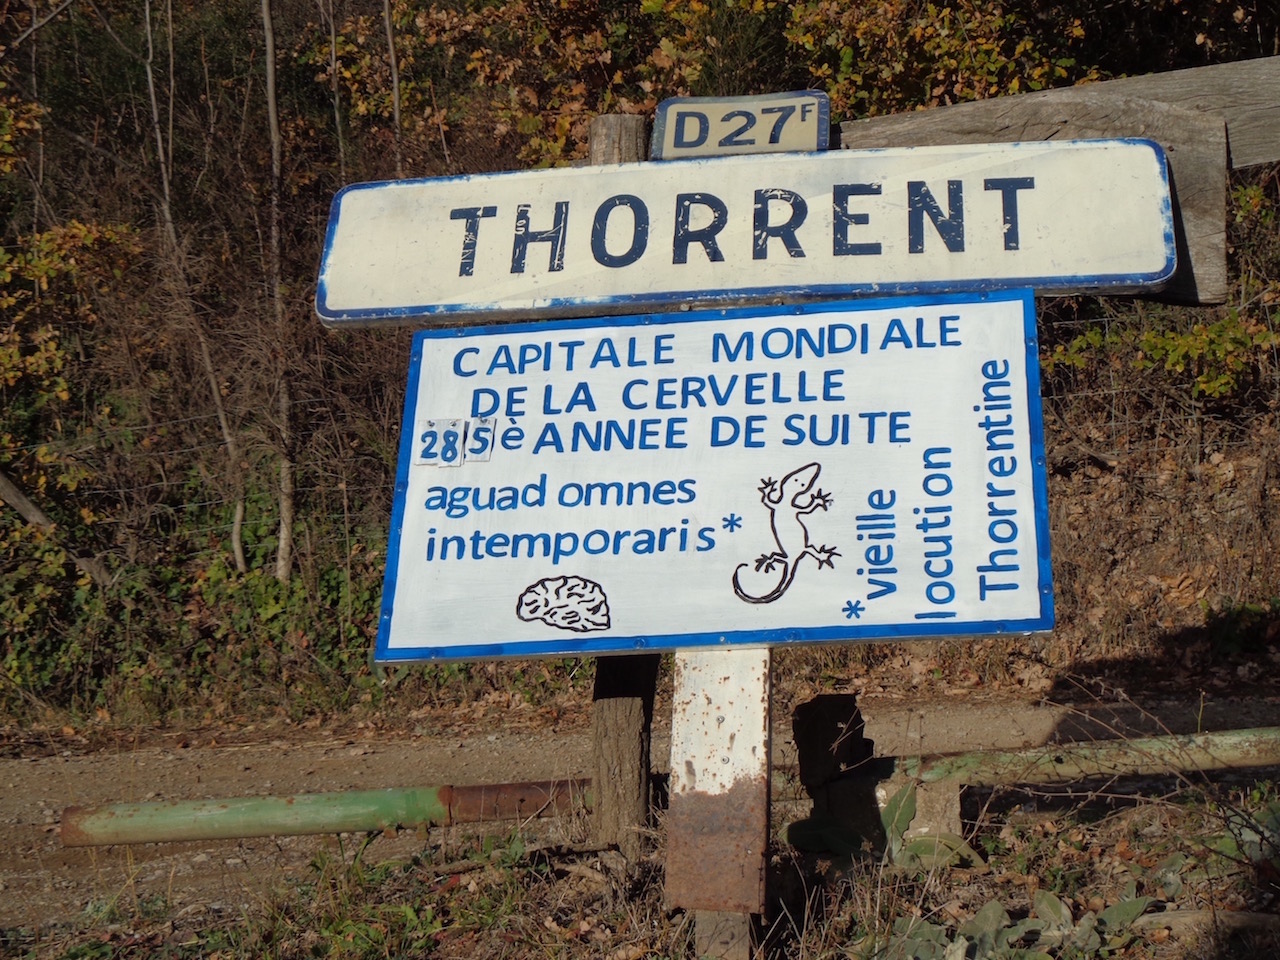 D27F
THORRENT
CAPITALE MONDIALE
DE LA CERVELLE
285è ANNEE DE SUITE
aguad omnes
intemporaris*
*vieille
locution
Thorrentine